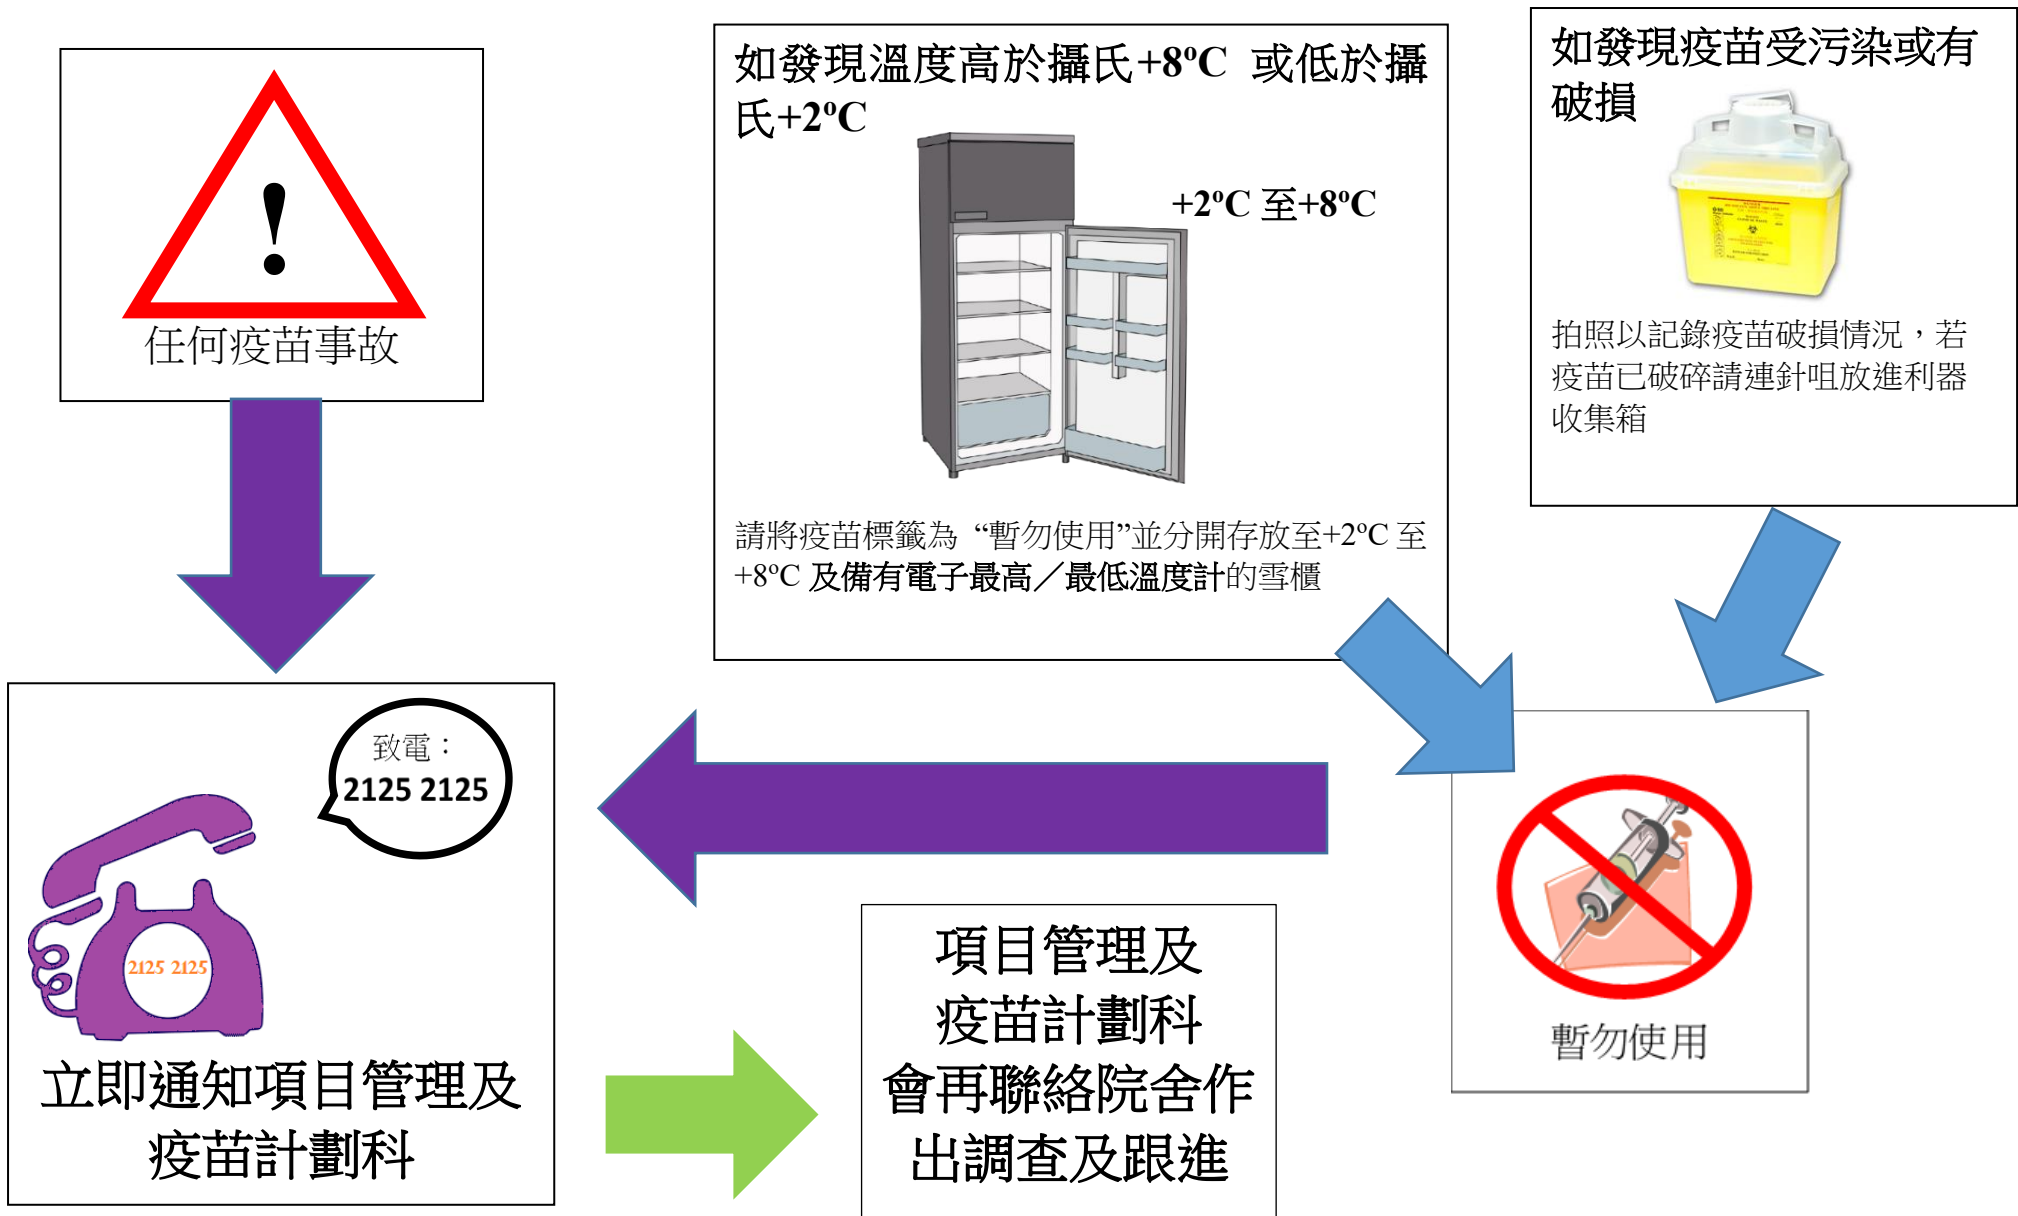 任何疫苗事故
如發現溫度高於攝氏+8ºC 或低於攝
氏+2ºC
+2ºC 至+8ºC
請將疫苗標籤為 “暫勿使用”並分開存放至+2ºC 至
+8ºC 及備有電子最高／最低溫度計的雪櫃
如發現疫苗受污染或有
破損
拍照以記錄疫苗破損情況，若
疫苗已破碎請連針咀放進利器
收集箱
暫勿使用
致電：
2125 2125
2125 2125
立即通知項目管理及
疫苗計劃科
項目管理及
疫苗計劃科
會再聯絡院舍作
出調查及跟進